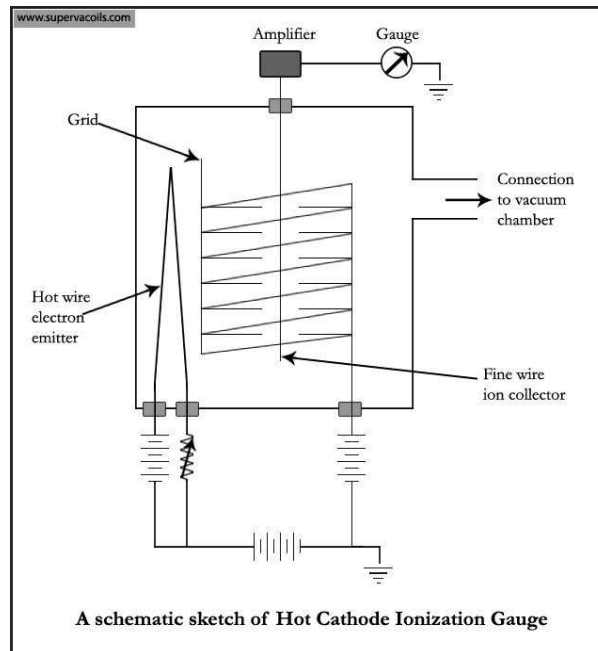 www.supervacoils.com
Amplifier
Gauge
Grid
Connection
to vacuum
chamber
Hot wire
electron
emitter
Fine wire
ion collector
A schematic sketch of Hot Cathode Ionization Gauge